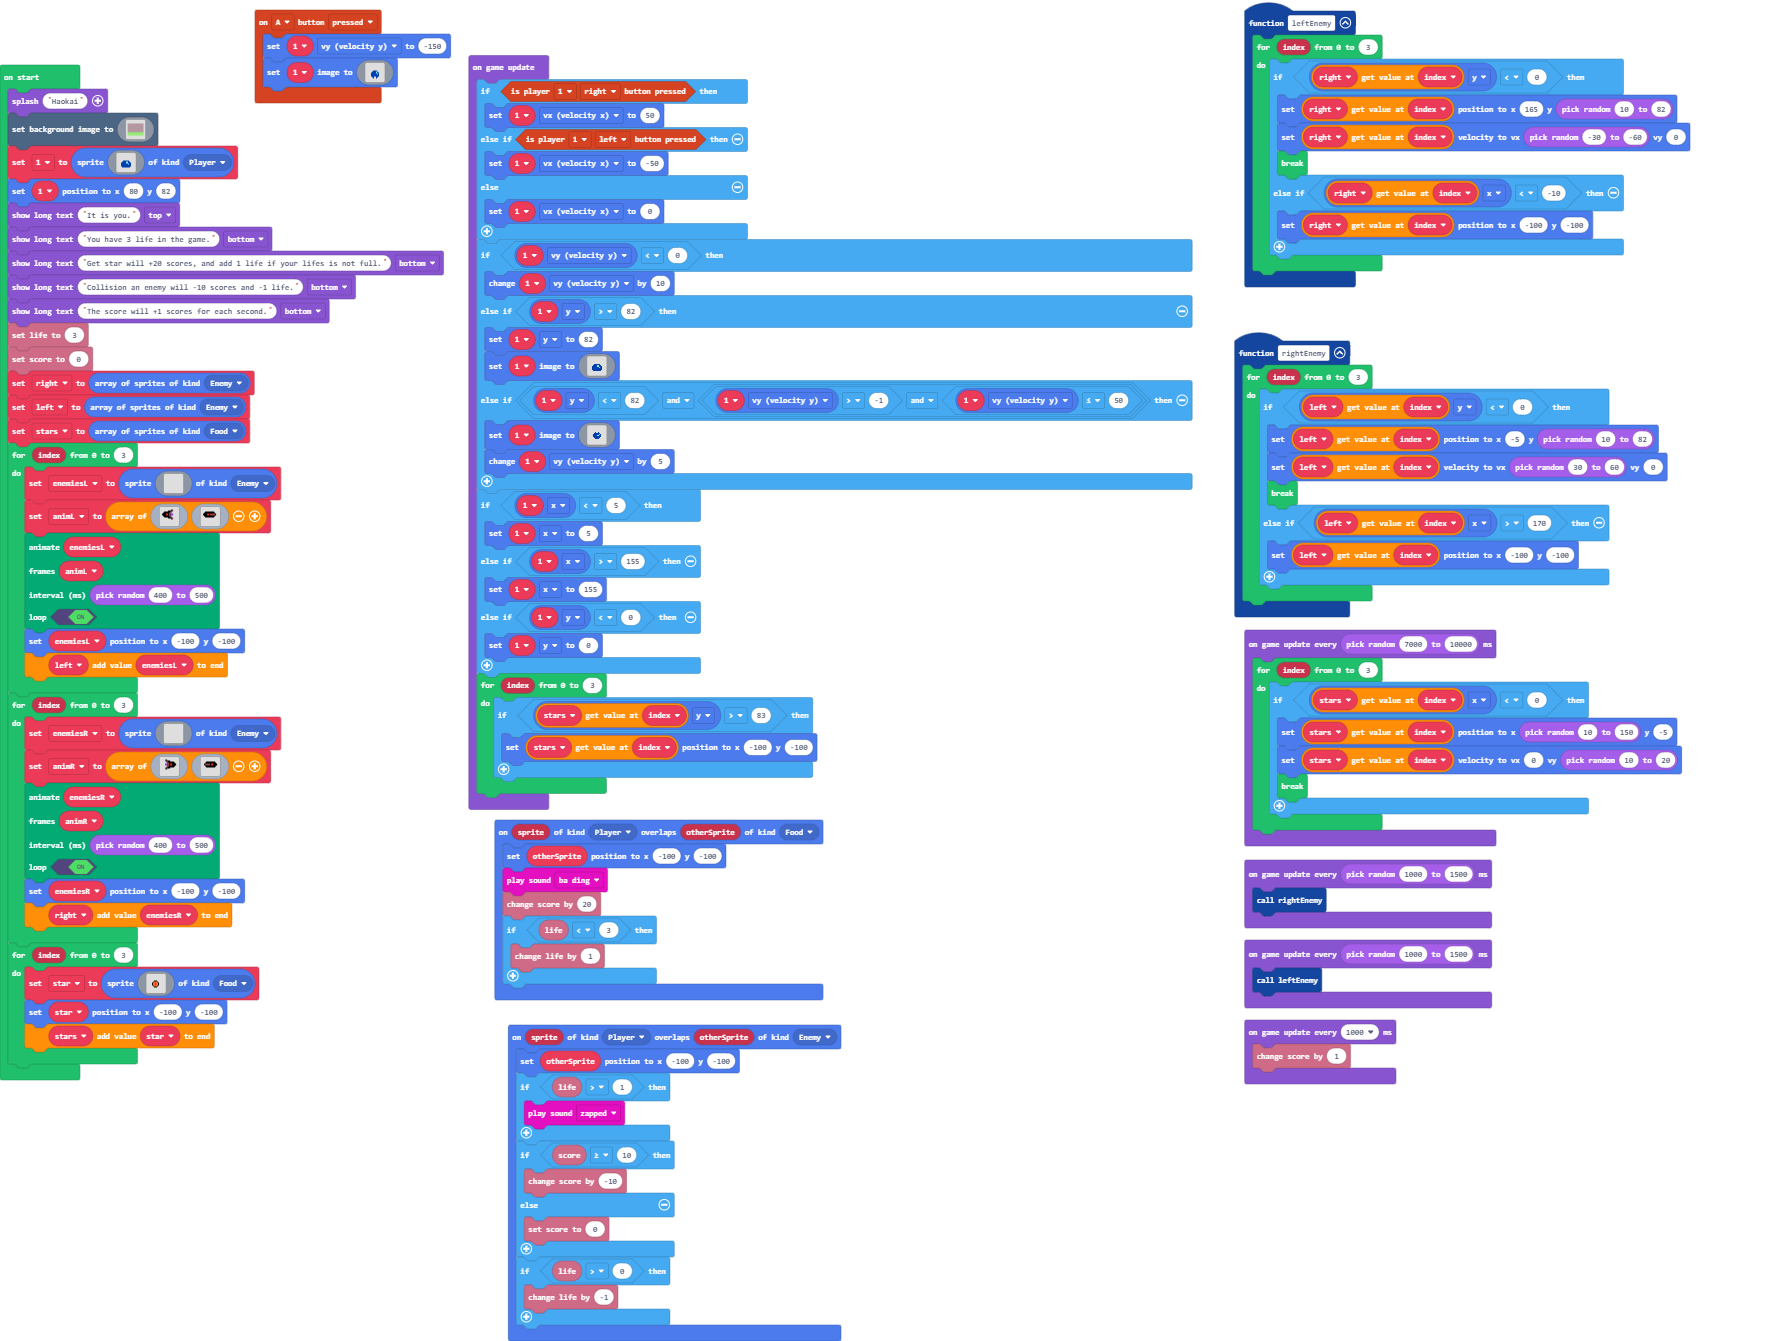 on A button pressed
set 1 vy (velocity y) to -150
set 1 image to
on start
splash "Haokai"
set background image to
set 1 to sprite of kind Player
set 1 position to x 80 y 82
show long text "It is you." top
show long text "You have 3 life in the game." bottom
show long text "Get star will +20 scores, and add 1 life if your lifes is not full." bottom
show long text "Collision an enemy will -10 scores and -1 life." bottom
show long text "The score will +1 scores for each second." bottom
set life to 3
set score to 0
set right to array of sprites of kind Enemy
set left to array of sprites of kind Enemy
set stars to array of sprites of kind Food
for index from 0 to 3
do
set enemiesL to sprite of kind Enemy
set animL to array of
animate enemiesL
frames animL
interval (ms) pick random 400 to 500
loop ON
set enemiesL position to x -100 y -100
left add value enemiesL to end
for index from 0 to 3
do
set enemiesR to sprite of kind Enemy
set animR to array of
animate enemiesR
frames animR
interval (ms) pick random 400 to 500
loop ON
set enemiesR position to x -100 y -100
right add value enemiesR to end
for index from 0 to 3
do
set star to sprite of kind Food
set star position to x -100 y -100
stars add value star to end
on game update
if is player 1 right button pressed then
set 1 vx (velocity x) to 50
else if is player 1 left button pressed then
set 1 vx (velocity x) to -50
else
set 1 vx (velocity x) to 0
if 1 vy (velocity y) < 0 then
change 1 vy (velocity y) by 10
else if 1 y > 82 then
set 1 y to 82
set 1 image to
else if 1 y < 82 and 1 vy (velocity y) > -1 and 1 vy (velocity y) ≤ 50 then
set 1 image to
change 1 vy (velocity y) by 5
if 1 x < 5 then
set 1 x to 5
else if 1 x > 155 then
set 1 x to 155
else if 1 y < 0 then
set 1 y to 0
for index from 0 to 3
do
if stars get value at index y > 83 then
set stars get value at index position to x -100 y -100
on sprite of kind Player overlaps otherSprite of kind Food
set otherSprite position to x -100 y -100
play sound ba ding
change score by 20
if life < 3 then
change life by 1
on sprite of kind Player overlaps otherSprite of kind Enemy
set otherSprite position to x -100 y -100
if life > 1 then
play sound zapped
if score ≥ 10 then
change score by -10
else
set score to 0
if life > 0 then
change life by -1
function leftEnemy
for index from 0 to 3
do
if right get value at index y < 0 then
set right get value at index position to x 165 y pick random 10 to 82
set right get value at index velocity to vx pick random -30 to -60 vy 0
break
else if right get value at index x < -10 then
set right get value at index position to x -100 y -100
function rightEnemy
for index from 0 to 3
do
if left get value at index y < 0 then
set left get value at index position to x -5 y pick random 10 to 82
set left get value at index velocity to vx pick random 30 to 60 vy 0
break
else if left get value at index x > 170 then
set left get value at index position to x -100 y -100
on game update every pick random 7000 to 10000 ms
for index from 0 to 3
do
if stars get value at index x < 0 then
set stars get value at index position to x pick random 10 to 150 y -5
set stars get value at index velocity to vx 0 vy pick random 10 to 20
break
on game update every pick random 1000 to 1500 ms
call rightEnemy
on game update every pick random 1000 to 1500 ms
call leftEnemy
on game update every 1000 ms
change score by 1